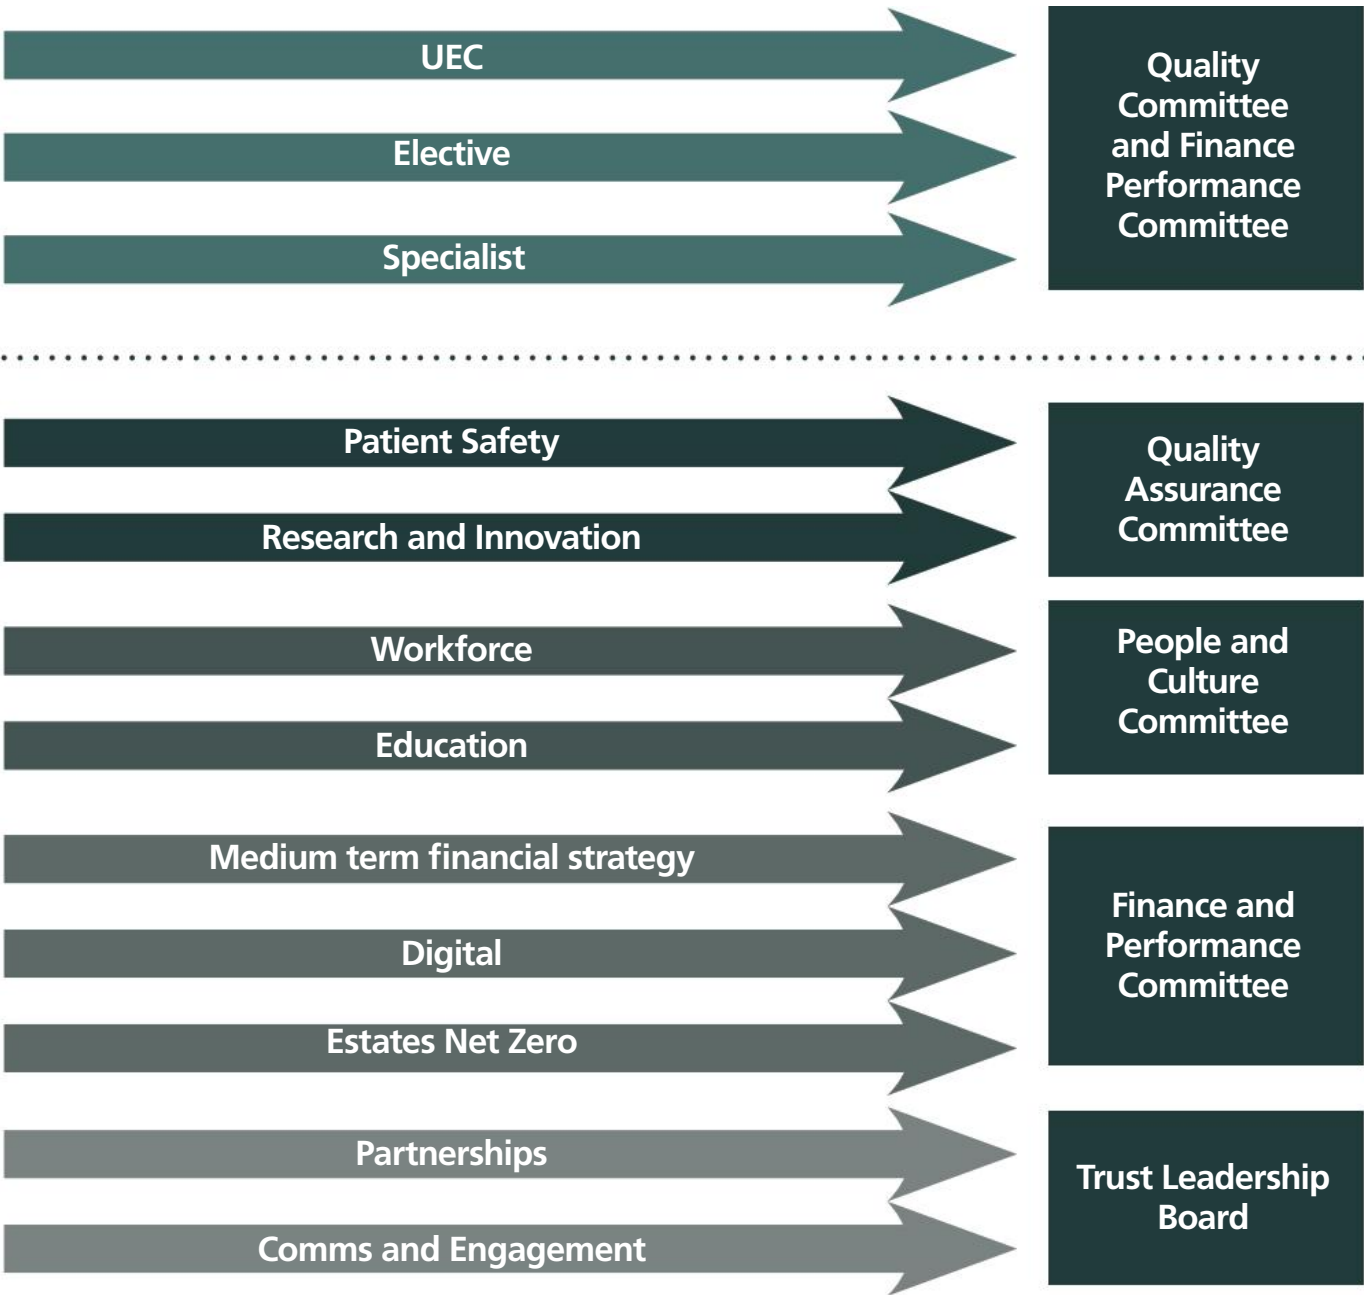 UEC
Elective
Specialist
Quality
Committee
and Finance
Performance
Committee
Patient Safety
Research and Innovation
Quality
Assurance
Committee
Workforce
Education
People and
Culture
Committee
Medium term financial strategy
Digital
Estates Net Zero
Finance and
Performance
Committee
Partnerships
Comms and Engagement
Trust Leadership
Board